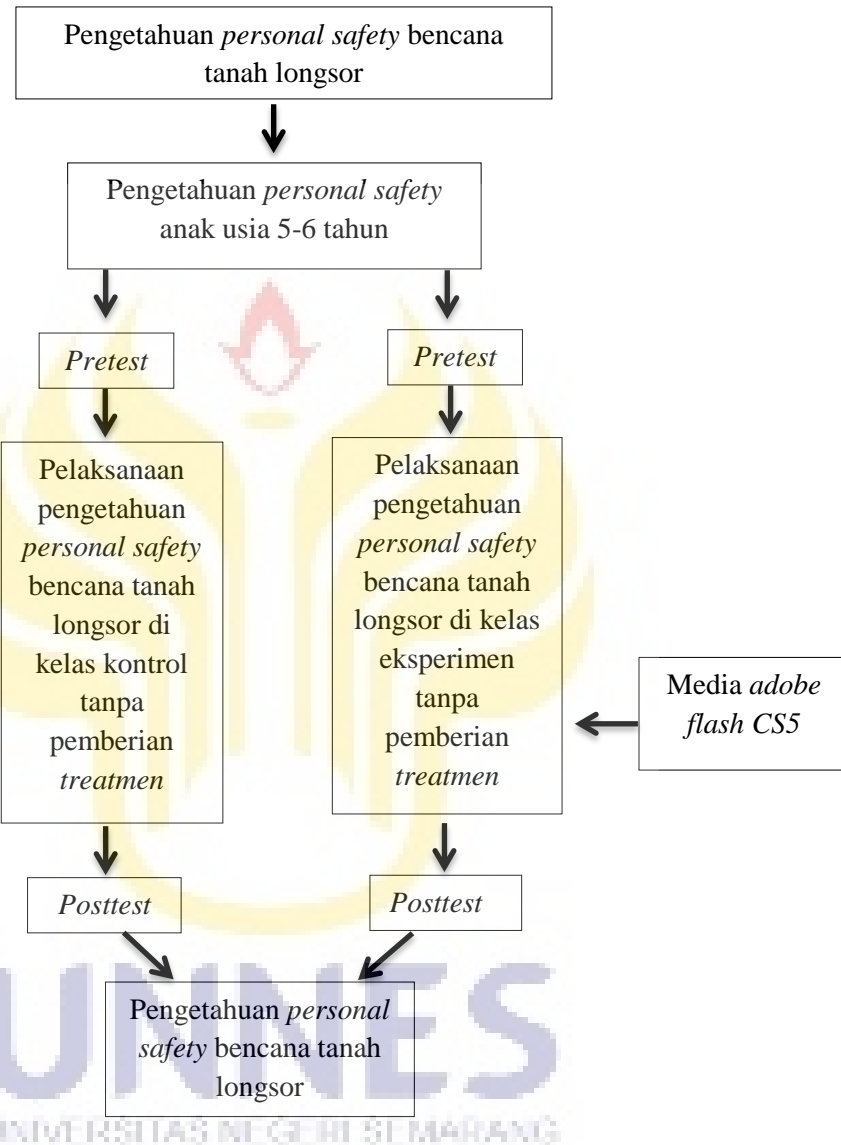 Pengetahuan personal safety bencana
tanah longsor
Pengetahuan personal safety
anak usia 5-6 tahun
Pretest
Pretest
Pelaksanaan
pengetahuan
personal safety
bencana tanah
longsor di
kelas kontrol
tanpa
pemberian
treatmen
Pelaksanaan
pengetahuan
personal safety
bencana tanah
longsor di kelas
eksperimen
tanpa
pemberian
treatmen
Media adobe
flash CS5
Posttest
Posttest
Pengetahuan personal
safety bencana tanah
longsor
UNNES
UNIVERSITAS NEGERI SEMARANG